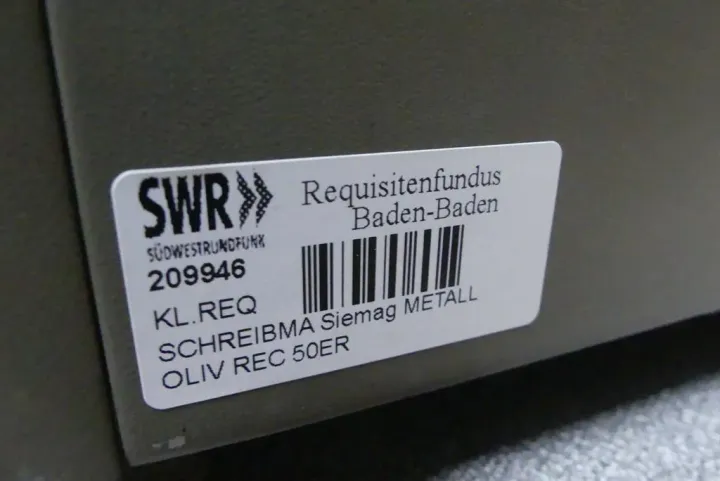 SWR
SÜDWESTRUNDFUNK
Requisitenfundus
Baden-Baden
209946
KL.REQ
SCHREIBMA Siemag METALL
OLIV REC 50ER